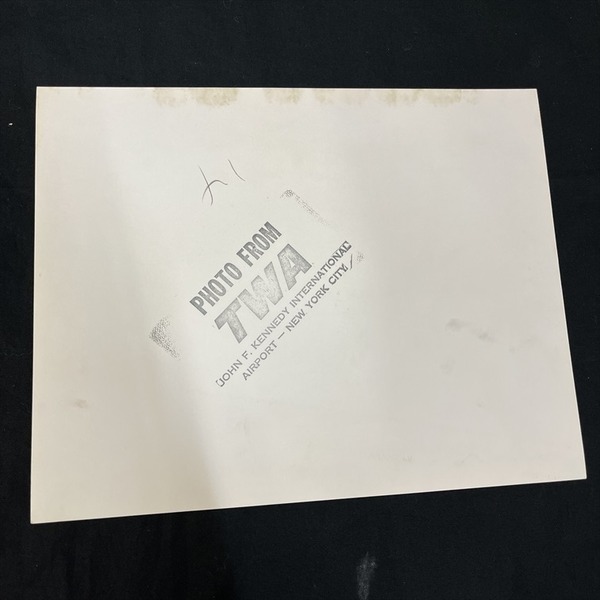 PHOTO FROM
TWA
JOHN F. KENNEDY INTERNATIONAL
AIRPORT — NEW YORK CITY